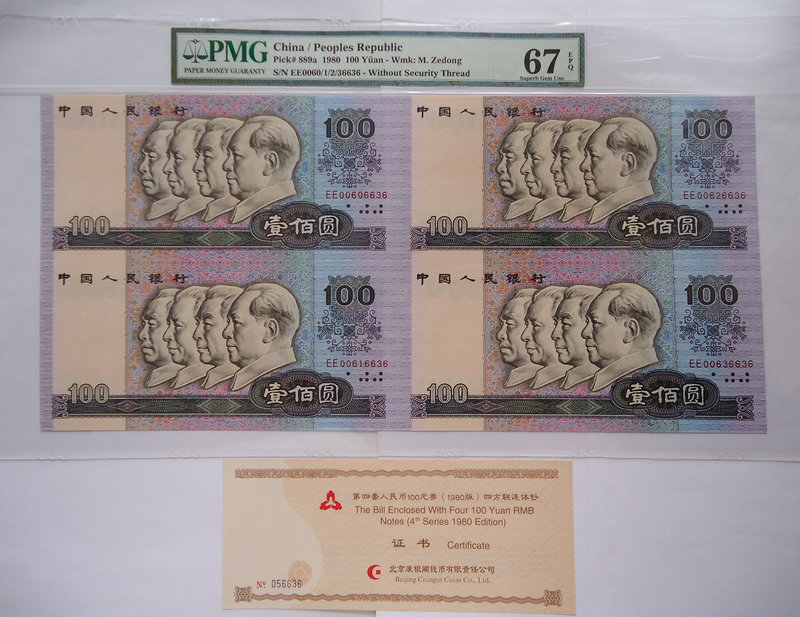 PMG
PAPER MONEY GUARANTY
China / Peoples Republic
Pick# 889a 1980 100 Yüan - Wmk: M. Zedong
S/N EE0060/1/2/36636 - Without Security Thread
67 EPQ
Superb Gem Unc
中国人民银行
100
EE00606636
100
壹佰圆
中国人民银行
100
EE00626636
100
壹佰圆
中国人民银行
100
EE00616636
100
壹佰圆
中国人民银行
100
EE00636636
100
壹佰圆
第四套人民币100元券（1980版）四方联连体钞
The Bill Enclosed With Four 100 Yuan RMB
Notes (4th Series 1980 Edition)
证书 Certificate
北京康银阁钱币有限责任公司
Beijing Coinget Coins Co., Ltd.
№ 056636